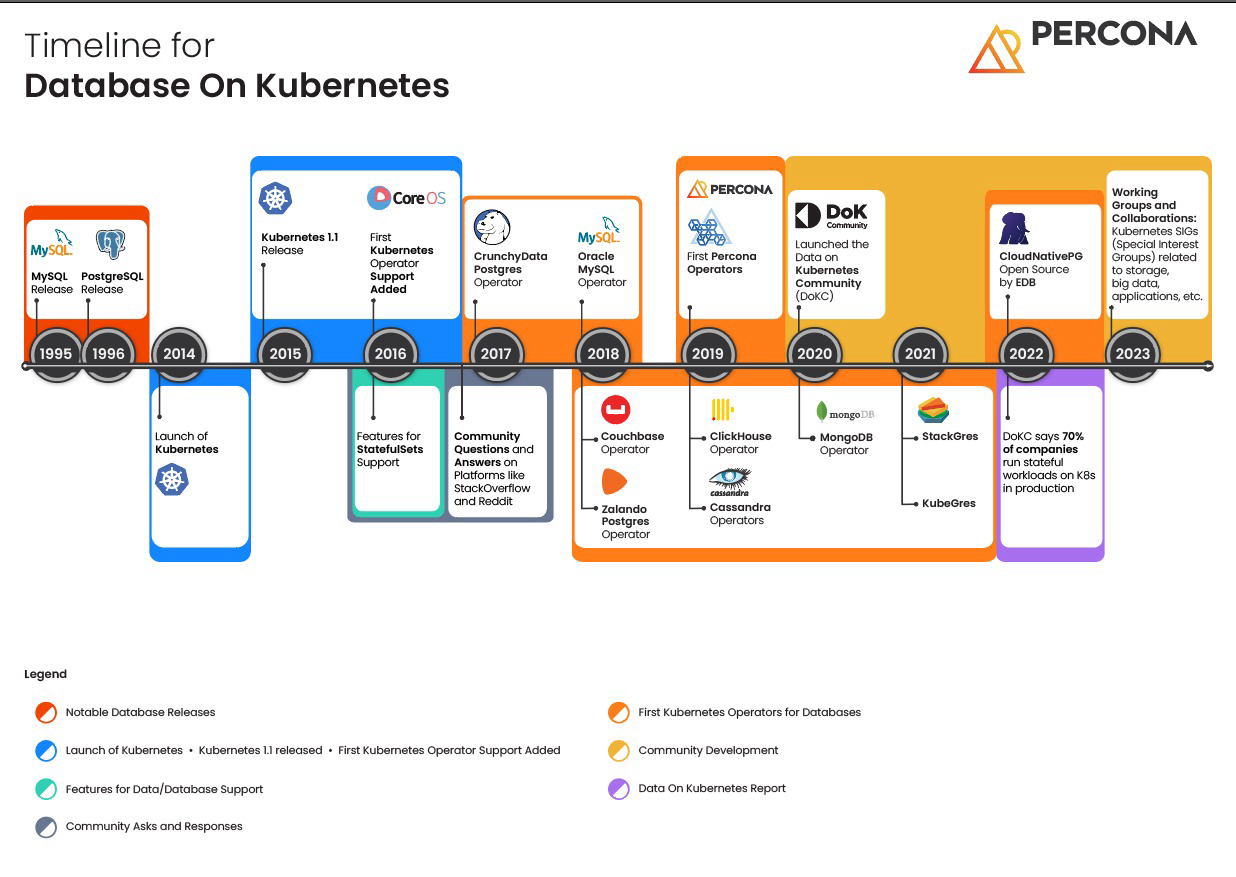 Timeline for
Database On Kubernetes
PERCONA
MySQL
MySQL
Release
PostgreSQL
Release
Kubernetes 1.1
Release
CoreOS
First
Kubernetes
Operator
Support
Added
CrunchyData
Postgres
Operator
MySQL
Oracle
MySQL
Operator
PERCONA
First Percona
Operators
DoK
Community
Launched the
Data on
Kubernetes
Community
(DoKC)
CloudNativePG
Open Source
by EDB
Working
Groups and
Collaborations:
Kubernetes SIGs
(Special Interest
Groups) related
to storage,
big data,
applications, etc.
1995
1996
2014
2015
2016
2017
2018
2019
2020
2021
2022
2023
Launch of
Kubernetes
Features for
StatefulSets
Support
Community
Questions and
Answers on
Platforms like
StackOverflow
and Reddit
Couchbase
Operator
Zalando
Postgres
Operator
ClickHouse
Operator
cassandra
Cassandra
Operators
mongoDB
MongoDB
Operator
StackGres
KubeGres
DoKC says 70%
of companies
run stateful
workloads on K8s
in production
Legend
Notable Database Releases
Launch of Kubernetes • Kubernetes 1.1 released • First Kubernetes Operator Support Added
Features for Data/Database Support
Community Asks and Responses
First Kubernetes Operators for Databases
Community Development
Data On Kubernetes Report